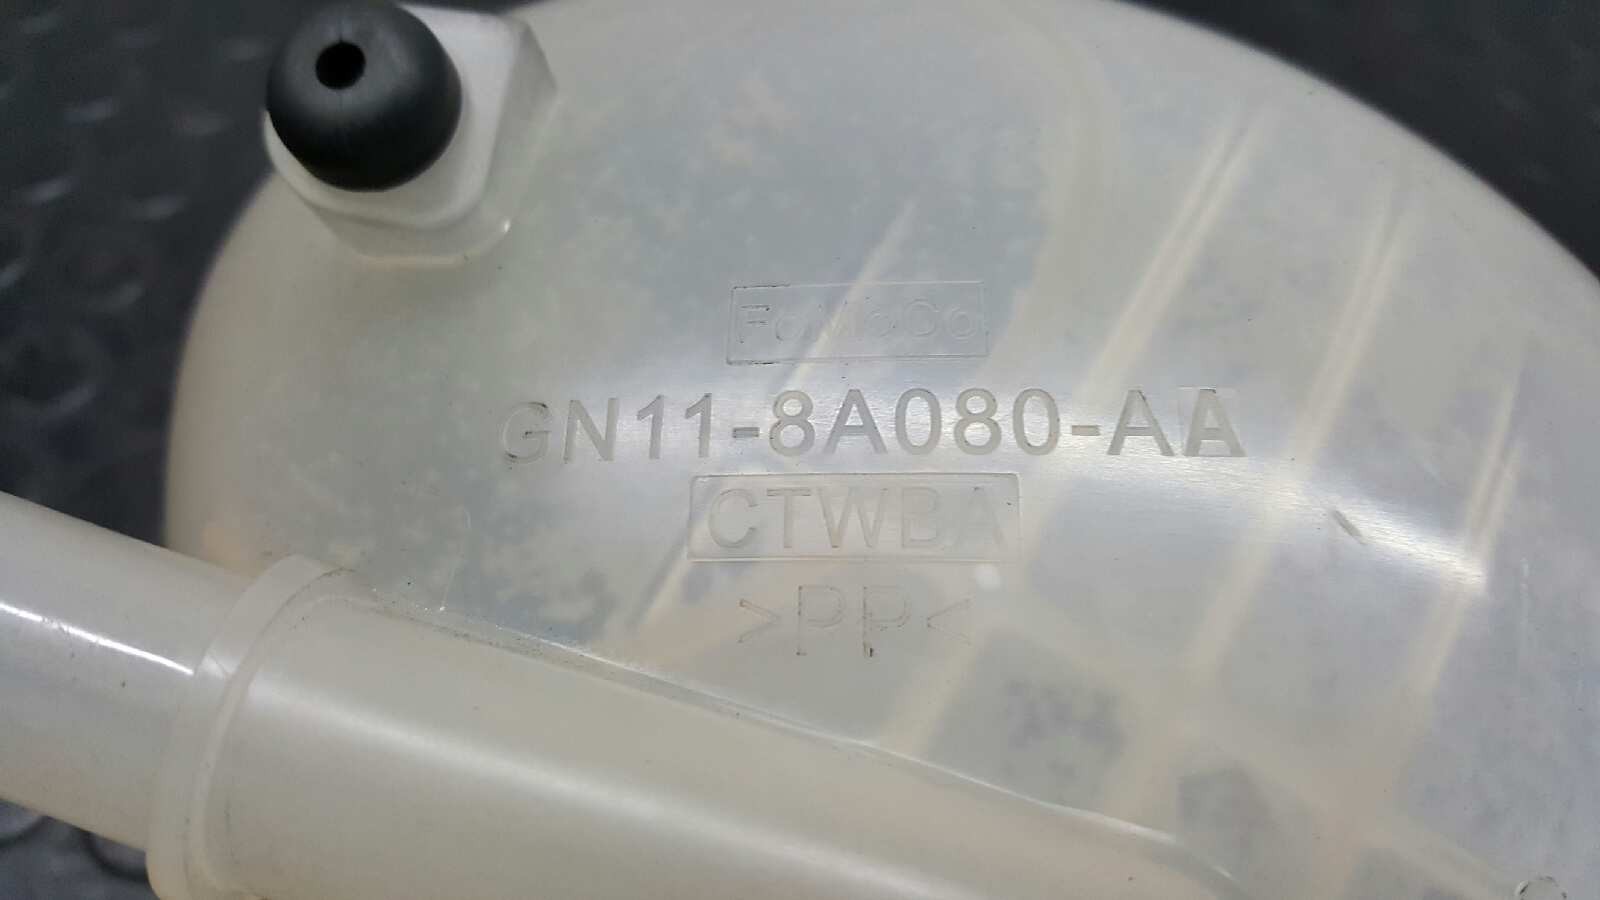 FoMoCo
GN11-8A080-AA
CTWBA
>PP<